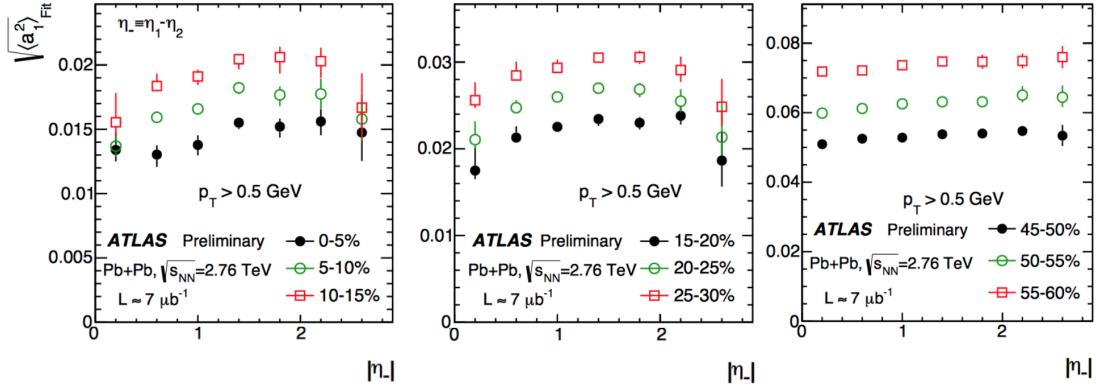 √⟨a₁²⟩Fit
η₋≡η₁-η₂
0.02
0.015
0.01
0.005
0
p_T > 0.5 GeV
ATLAS Preliminary
Pb+Pb, √s_NN=2.76 TeV
L ≈ 7 μb⁻¹
0-5%
5-10%
10-15%
0 1 2
|η₋|
0.03
0.02
0.01
0
p_T > 0.5 GeV
ATLAS Preliminary
Pb+Pb, √s_NN=2.76 TeV
L ≈ 7 μb⁻¹
15-20%
20-25%
25-30%
0 1 2
|η₋|
0.08
0.06
0.04
0.02
0
p_T > 0.5 GeV
ATLAS Preliminary
Pb+Pb, √s_NN=2.76 TeV
L ≈ 7 μb⁻¹
45-50%
50-55%
55-60%
0 1 2
|η₋|